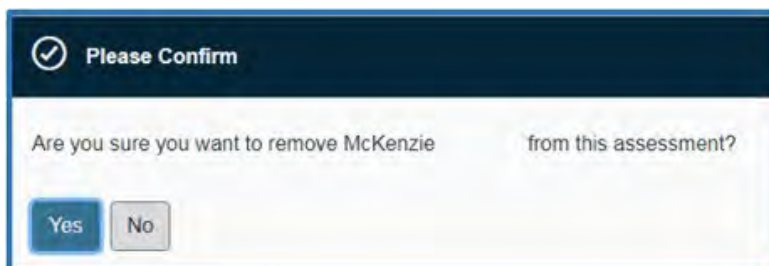 Please Confirm
Are you sure you want to remove McKenzie from this assessment?
Yes No